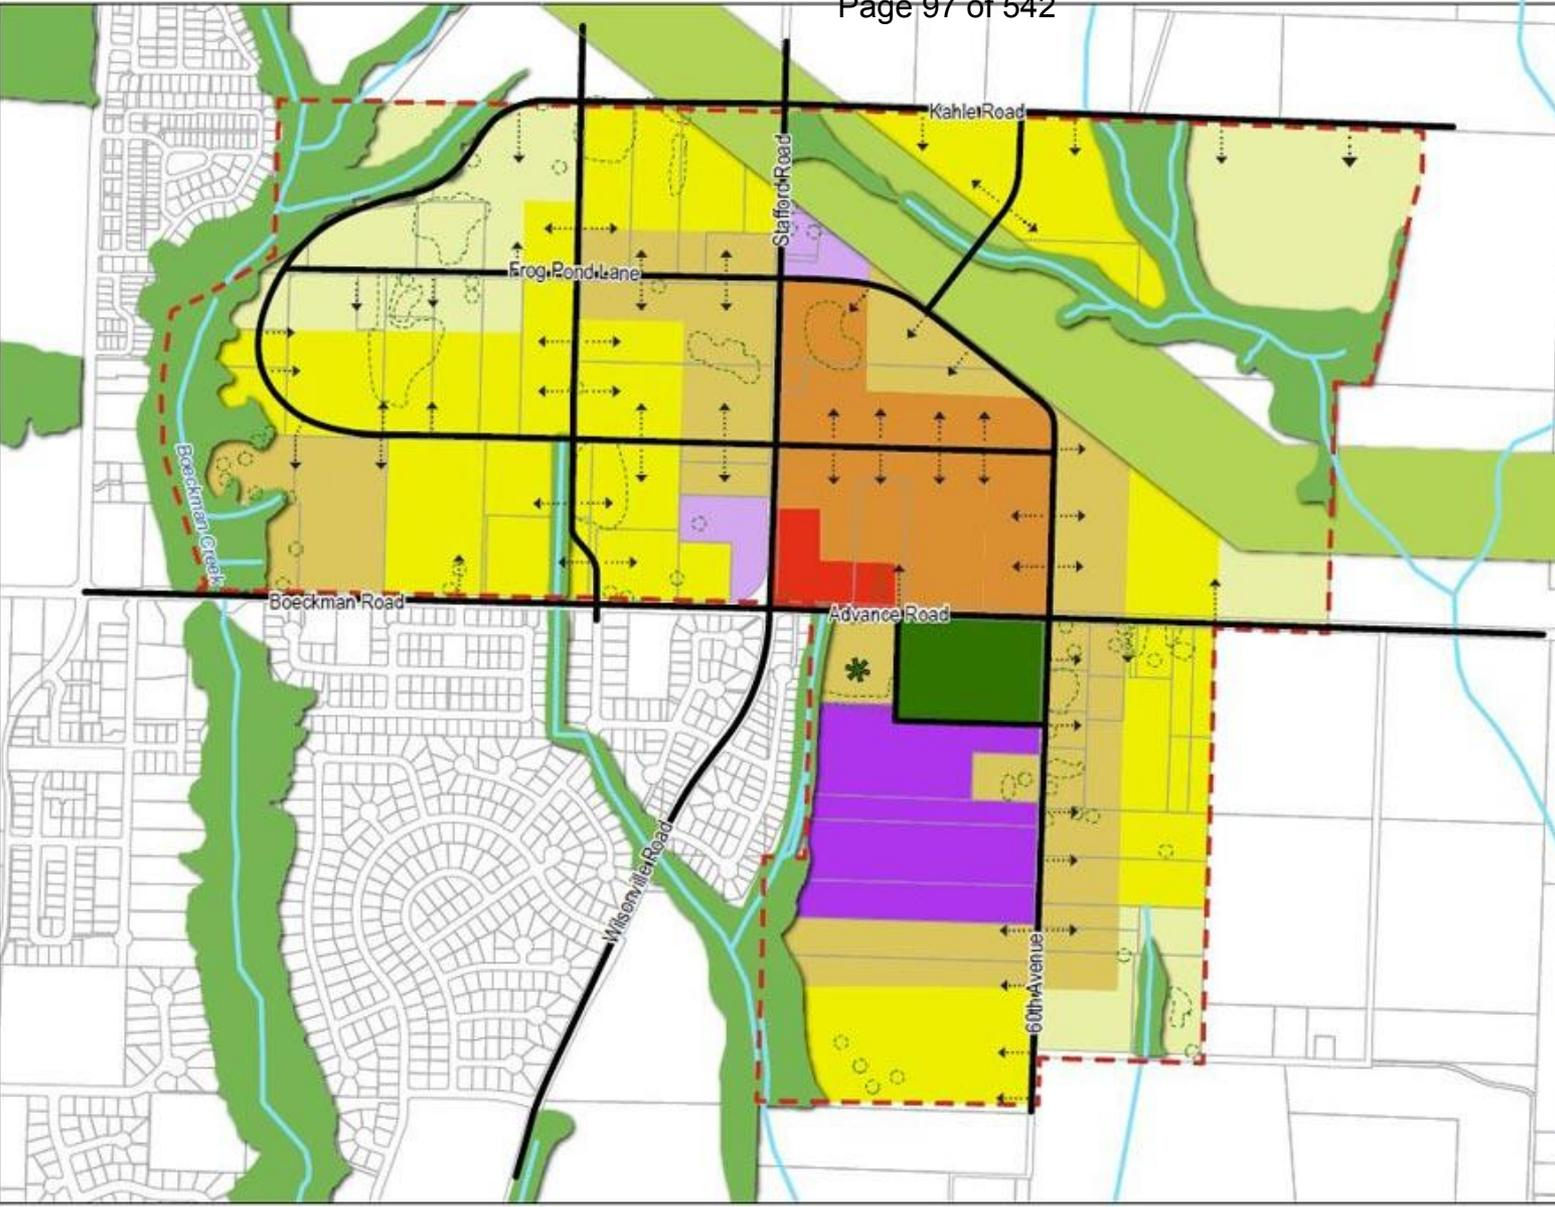 Page 97 of 542
Kahle Road
Stafford Road
Frog Pond Lane
Boeckman Creek
Boeckman Road
Advance Road
Wilsonville Road
60th Avenue